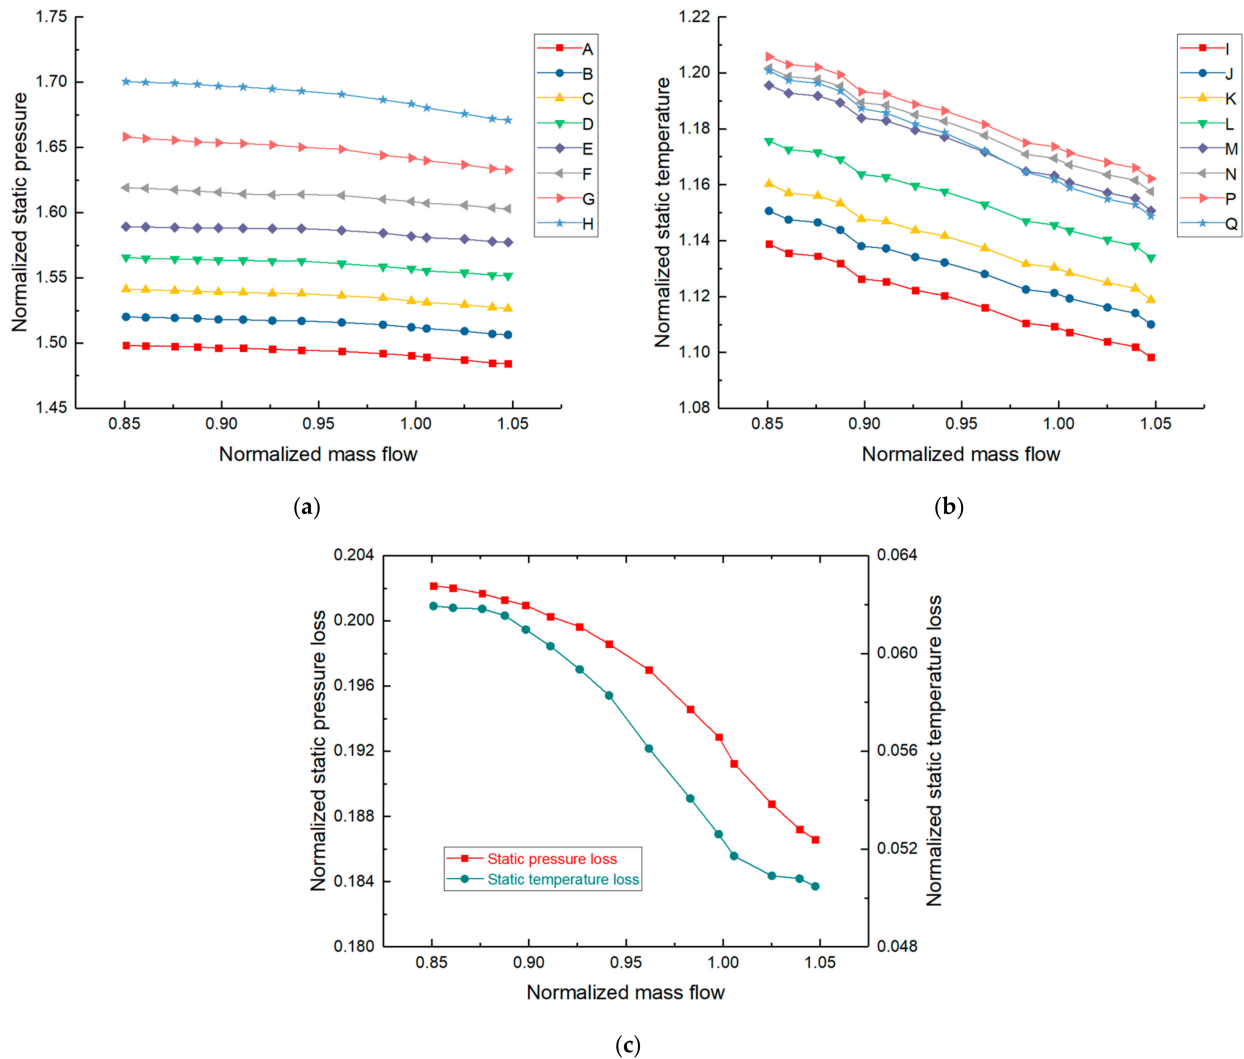 1.75
1.70
1.65
1.60
1.55
1.50
1.45
Normalized static pressure
0.85 0.90 0.95 1.00 1.05
Normalized mass flow
A
B
C
D
E
F
G
H
(a)
1.22
1.20
1.18
1.16
1.14
1.12
1.10
1.08
Normalized static temperature
0.85 0.90 0.95 1.00 1.05
Normalized mass flow
I
J
K
L
M
N
P
Q
(b)
0.204
0.200
0.196
0.192
0.188
0.184
0.180
Normalized static pressure loss
Static pressure loss
Static temperature loss
0.064
0.060
0.056
0.052
0.048
Normalized static temperature loss
0.85 0.90 0.95 1.00 1.05
Normalized mass flow
(c)